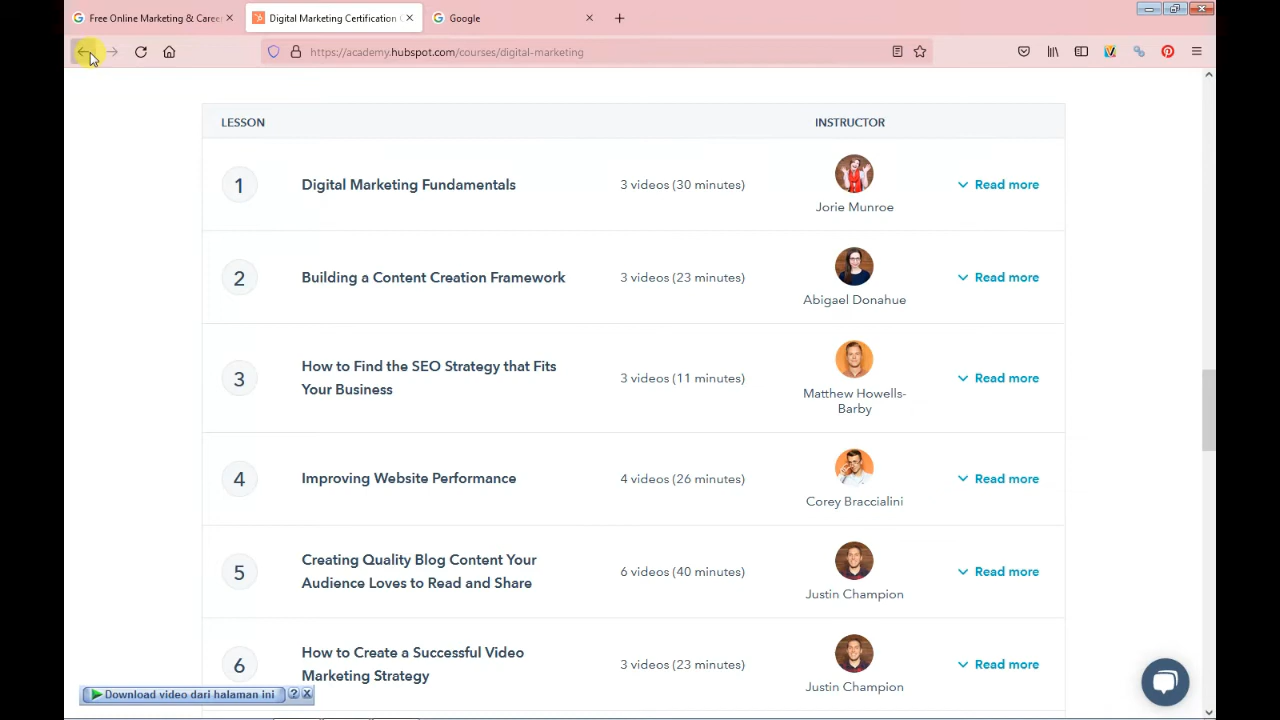 Free Online Marketing & Caree
Digital Marketing Certification C
Google
https://academy.hubspot.com/courses/digital-marketing
LESSON
INSTRUCTOR
1
Digital Marketing Fundamentals
3 videos (30 minutes)
Jorie Munroe
Read more
2
Building a Content Creation Framework
3 videos (23 minutes)
Abigael Donahue
Read more
3
How to Find the SEO Strategy that Fits
Your Business
3 videos (11 minutes)
Matthew Howells-
Barby
Read more
4
Improving Website Performance
4 videos (26 minutes)
Corey Braccialini
Read more
5
Creating Quality Blog Content Your
Audience Loves to Read and Share
6 videos (40 minutes)
Justin Champion
Read more
6
How to Create a Successful Video
Marketing Strategy
3 videos (23 minutes)
Justin Champion
Read more
Download video dari halaman ini